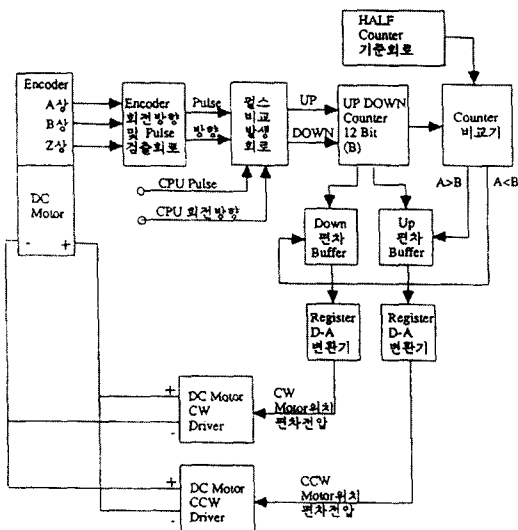 HALF
Counter
기준회로
Encoder
A상
B상
Z상
Encoder
회전방향
및 Pulse
검출회로
Pulse
방향
펄스
비교
발생
회로
UP
DOWN
UP DOWN
Counter
12 Bit
(B)
Counter
비교기
A>B
A<B
CPU Pulse
CPU 회전방향
DC
Motor
- +
Down
편차
Buffer
Up
편차
Buffer
Register
D-A
변환기
Register
D-A
변환기
+
DC Motor
CW
Driver
-
CW
Motor위치
편차전압
+
DC Motor
CCW
Driver
-
CCW
Motor위치
편차전압